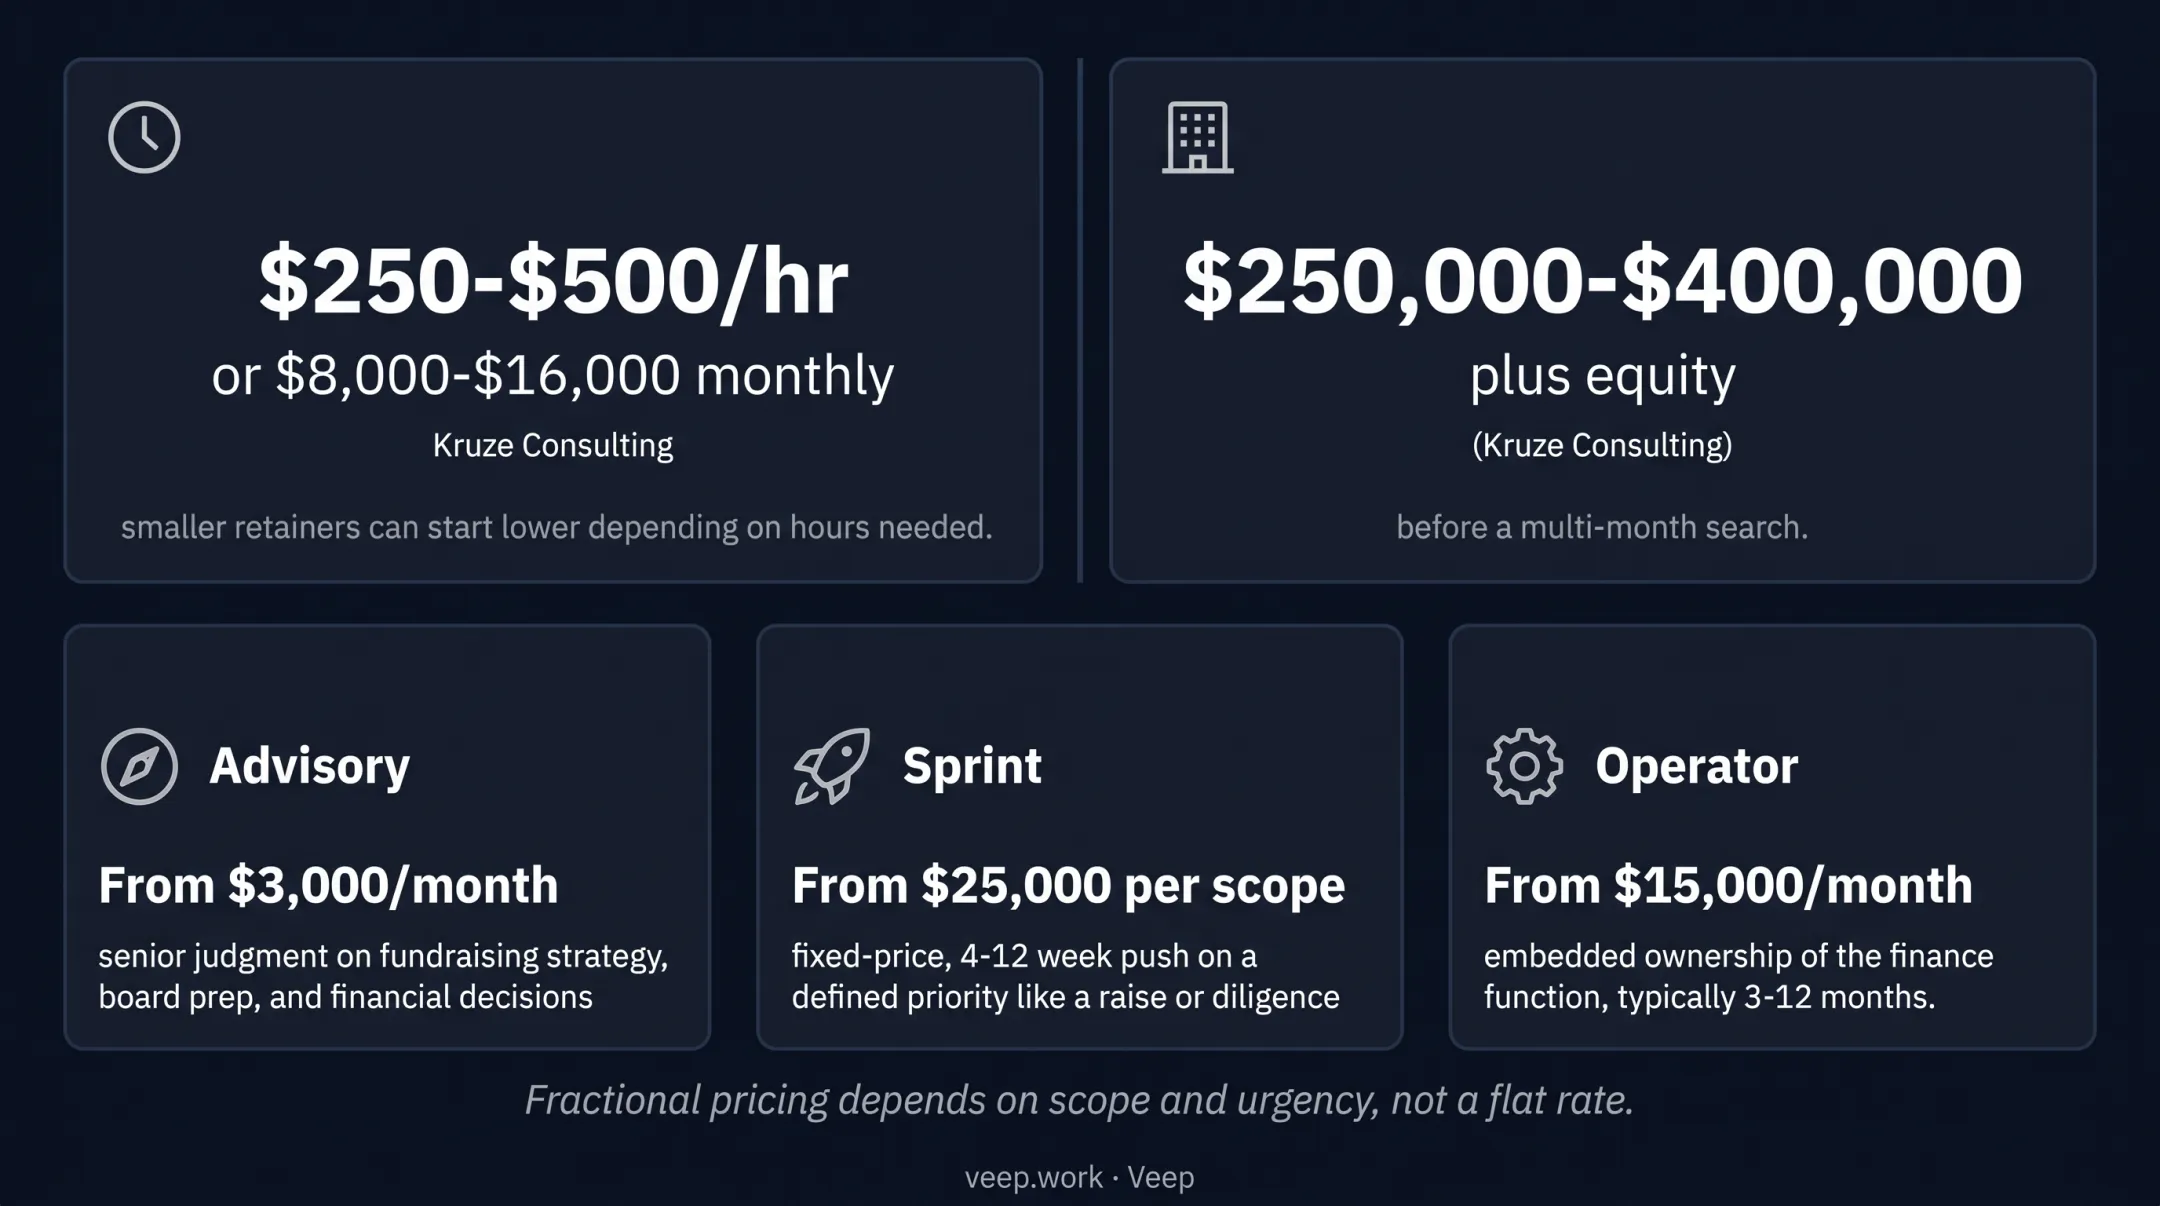 $250-$500/hr
or $8,000-$16,000 monthly
Kruze Consulting
smaller retainers can start lower depending on hours needed.
$250,000-$400,000
plus equity
(Kruze Consulting)
before a multi-month search.
Advisory
From $3,000/month
senior judgment on fundraising strategy,
board prep, and financial decisions
Sprint
From $25,000 per scope
fixed-price, 4-12 week push on a
defined priority like a raise or diligence
Operator
From $15,000/month
embedded ownership of the finance
function, typically 3-12 months.
Fractional pricing depends on scope and urgency, not a flat rate.
veep.work · Veep